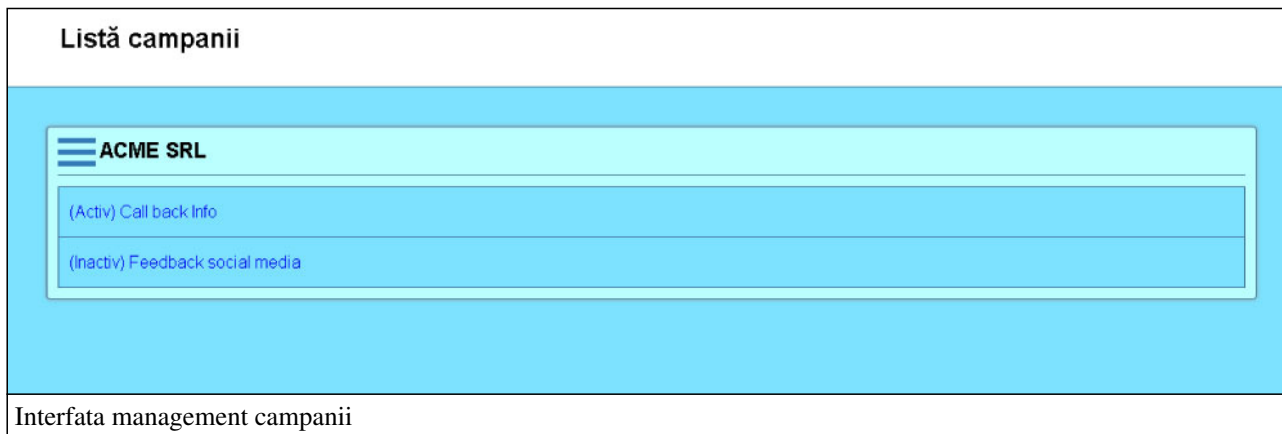 Listă campanii
ACME SRL
(Activ) Call back Info
(Inactiv) Feedback social media
Interfata management campanii